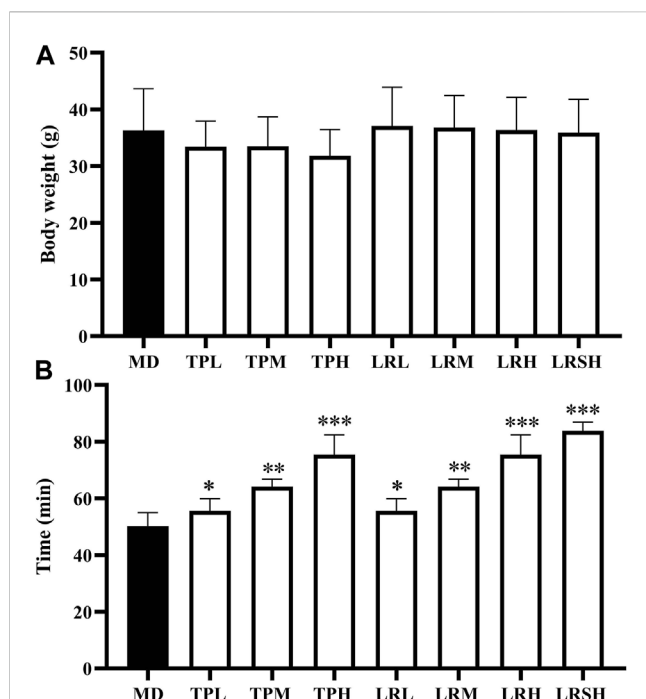 A
Body weight (g)
50
40
30
20
10
0
MD TPL TPM TPH LRL LRM LRH LRSH
B
Time (min)
100
80
60
40
20
0
* ** *** * ** *** ***
MD TPL TPM TPH LRL LRM LRH LRSH